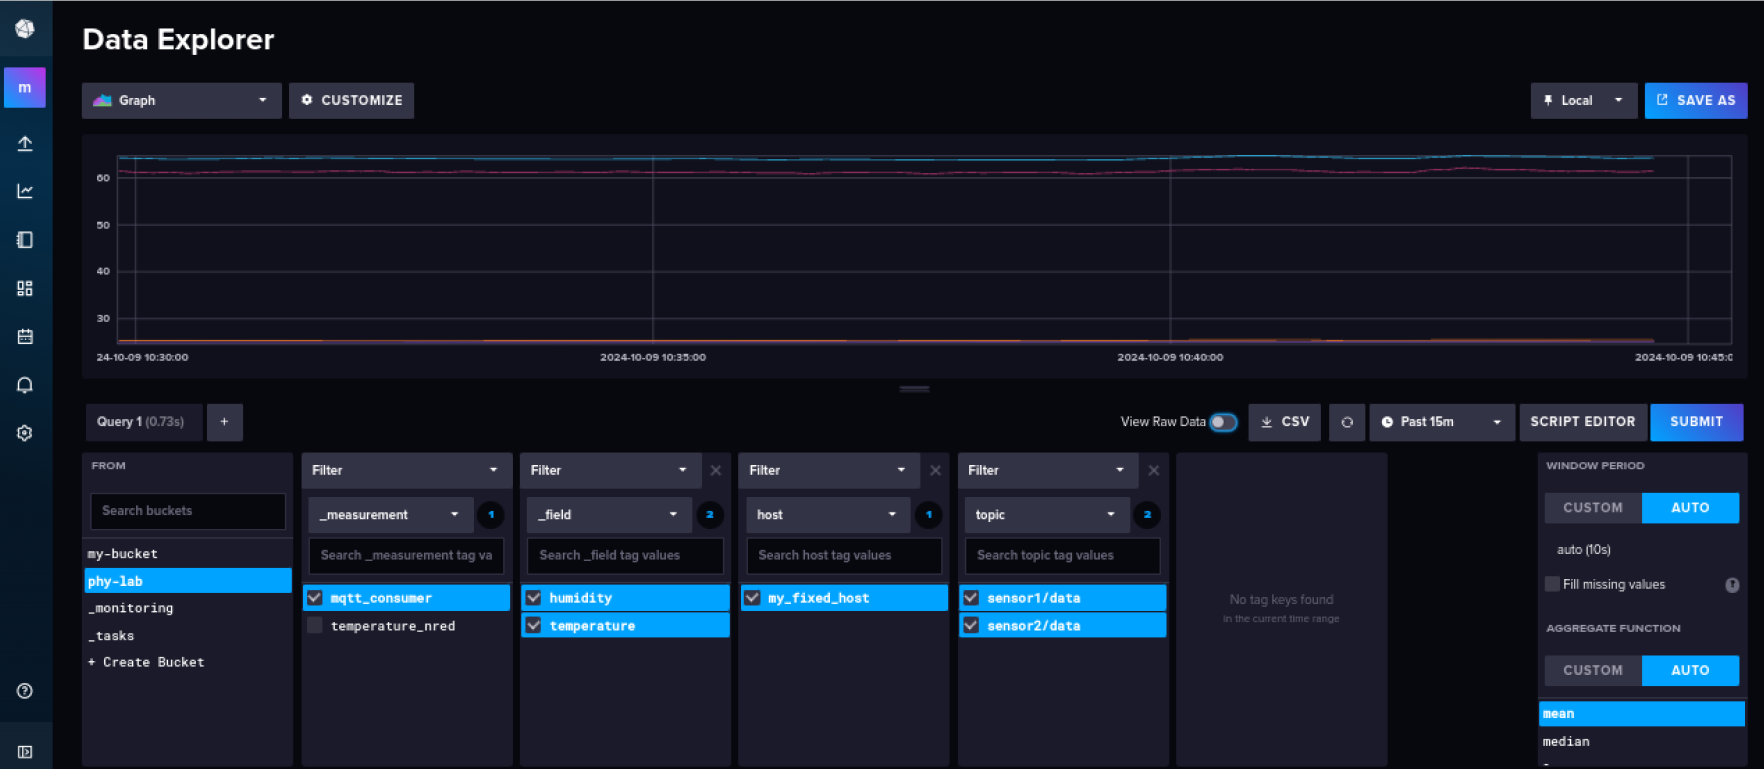 Data Explorer
m
Graph
CUSTOMIZE
Local
SAVE AS
60
50
40
30
24-10-09 10:30:00
2024-10-09 10:35:00
2024-10-09 10:40:00
2024-10-09 10:45:0
Query 1 (0.73s)
+
View Raw Data
CSV
Past 15m
SCRIPT EDITOR
SUBMIT
FROM
Search buckets
my-bucket
phy-lab
_monitoring
_tasks
+ Create Bucket
Filter
_measurement
1
Search _measurement tag va
mqtt_consumer
temperature_nred
Filter
_field
2
Search _field tag values
humidity
temperature
Filter
host
1
Search host tag values
my_fixed_host
Filter
topic
2
Search topic tag values
sensor1/data
sensor2/data
No tag keys found
in the current time range
WINDOW PERIOD
CUSTOM
AUTO
auto (10s)
Fill missing values
?
AGGREGATE FUNCTION
CUSTOM
AUTO
mean
median